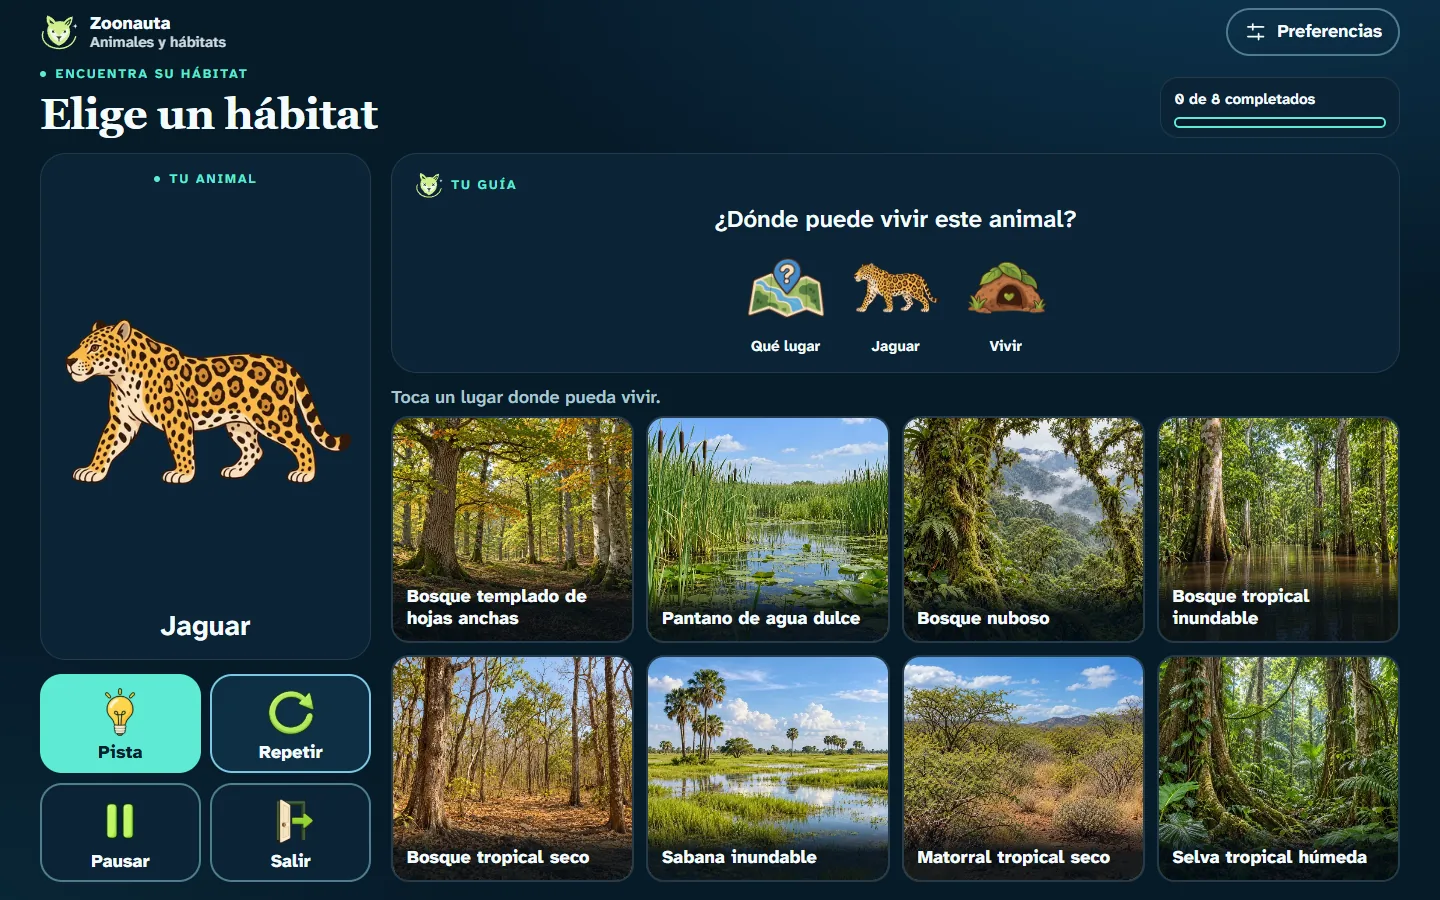 Zoonauta
Animales y hábitats
Preferencias
ENCUENTRA SU HÁBITAT
Elige un hábitat
0 de 8 completados
TU ANIMAL
Jaguar
TU GUÍA
¿Dónde puede vivir este animal?
?
Qué lugar
Jaguar
Vivir
Toca un lugar donde pueda vivir.
Bosque templado de
hojas anchas
Pantano de agua dulce
Bosque nuboso
Bosque tropical
inundable
Bosque tropical seco
Sabana inundable
Matorral tropical seco
Selva tropical húmeda
Pista
Repetir
Pausar
Salir